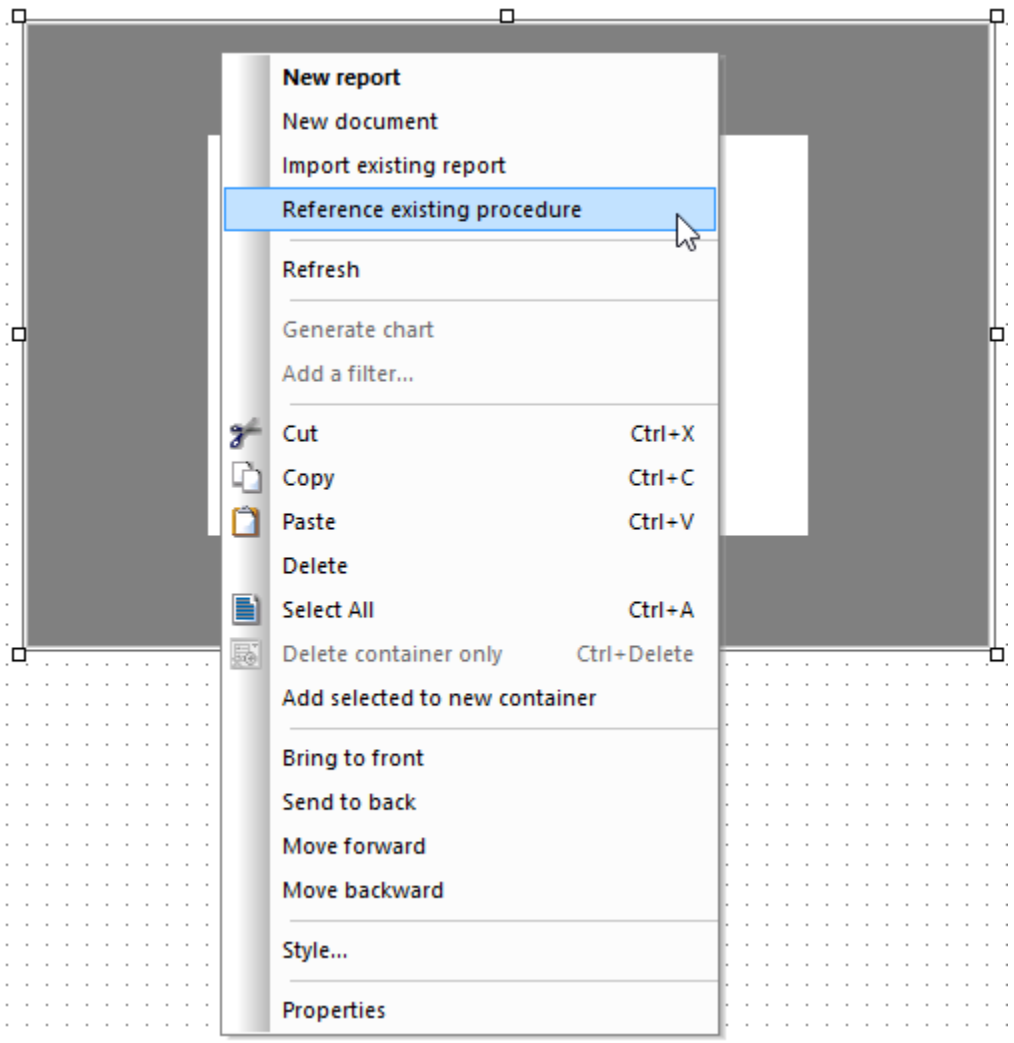 New report
New document
Import existing report
Reference existing procedure
Refresh
Generate chart
Add a filter...
Cut Ctrl+X
Copy Ctrl+C
Paste Ctrl+V
Delete
Select All Ctrl+A
Delete container only Ctrl+Delete
Add selected to new container
Bring to front
Send to back
Move forward
Move backward
Style...
Properties